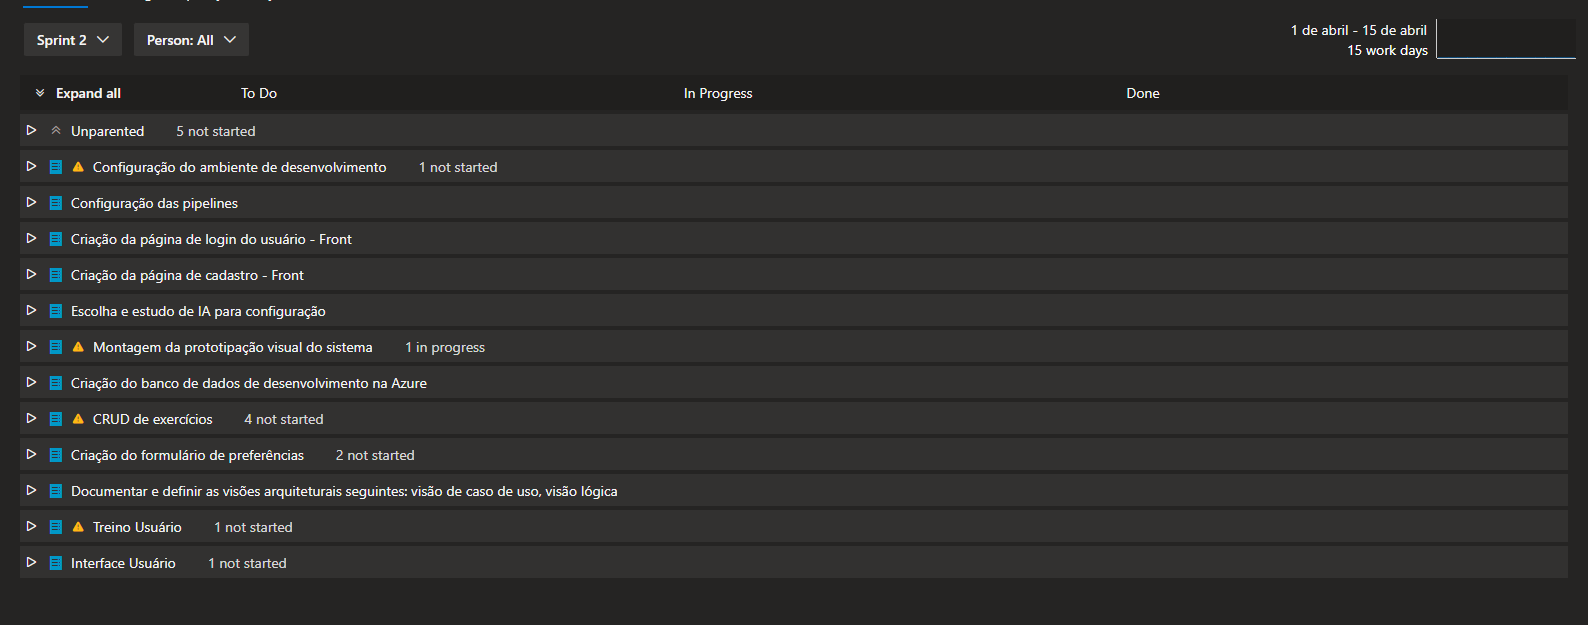 Sprint 2
Person: All
1 de abril - 15 de abril
15 work days
Expand all To Do In Progress Done
Unparented 5 not started
Configuração do ambiente de desenvolvimento 1 not started
Configuração das pipelines
Criação da página de login do usuário - Front
Criação da página de cadastro - Front
Escolha e estudo de IA para configuração
Montagem da prototipação visual do sistema 1 in progress
Criação do banco de dados de desenvolvimento na Azure
CRUD de exercícios 4 not started
Criação do formulário de preferências 2 not started
Documentar e definir as visões arquiteturais seguintes: visão de caso de uso, visão lógica
Treino Usuário 1 not started
Interface Usuário 1 not started